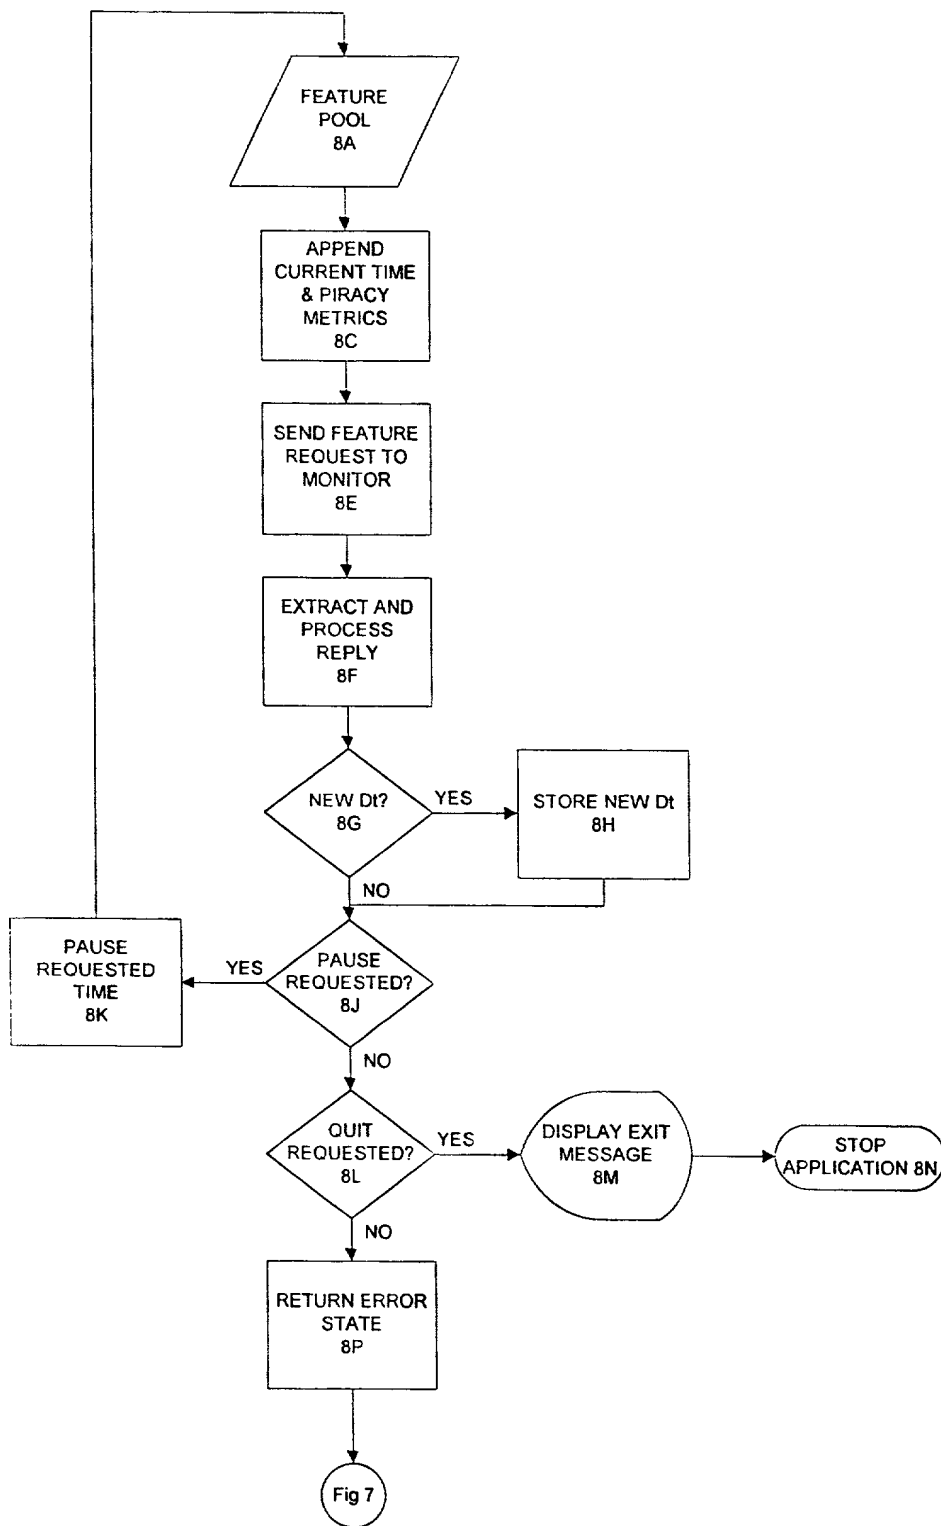 FEATURE
POOL
8A
APPEND
CURRENT TIME
& PIRACY
METRICS
8C
SEND FEATURE
REQUEST TO
MONITOR
8E
EXTRACT AND
PROCESS
REPLY
8F
NEW Dt?
8G
YES
STORE NEW Dt
8H
NO
PAUSE
REQUESTED?
8J
YES
PAUSE
REQUESTED
TIME
8K
NO
QUIT
REQUESTED?
8L
YES
DISPLAY EXIT
MESSAGE
8M
STOP
APPLICATION 8N
NO
RETURN ERROR
STATE
8P
Fig 7